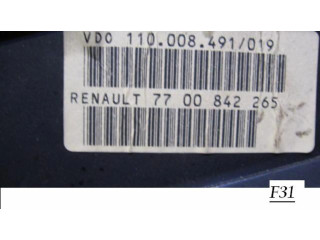 VDO 110.008.491/019
RENAULT 77 00 842 265
F31